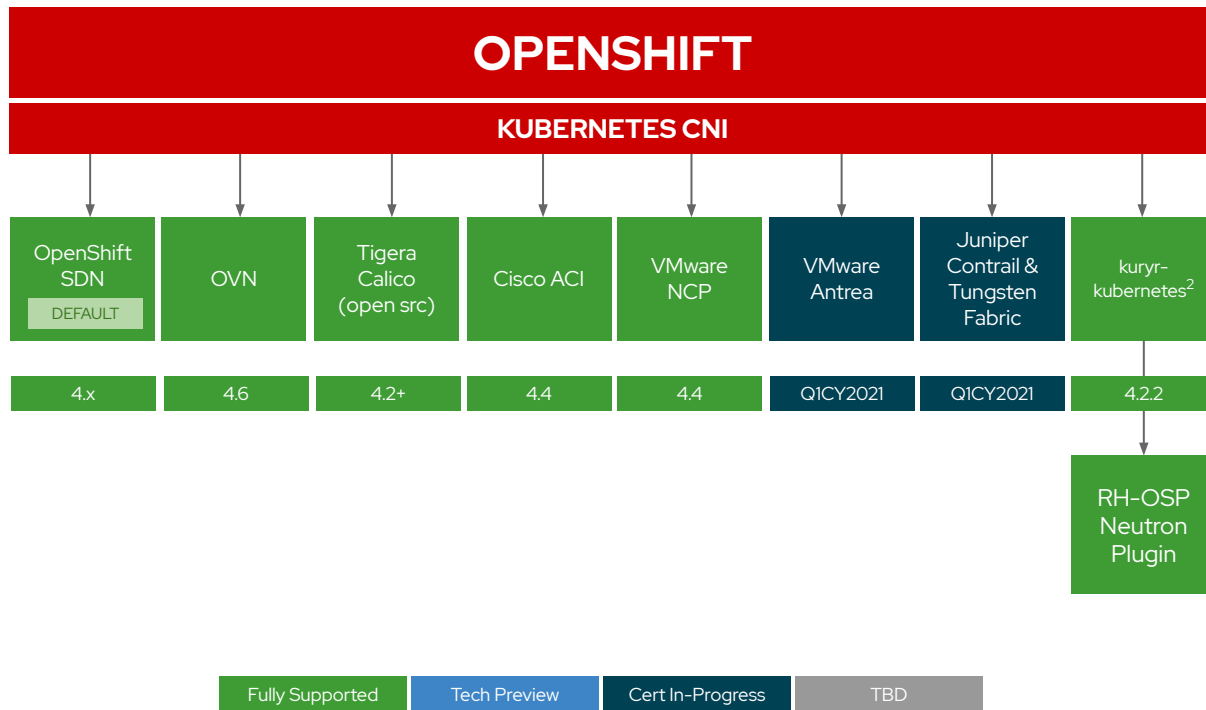 OPENSHIFT
KUBERNETES CNI
OpenShift
SDN
DEFAULT
OVN
Tigera
Calico
(open src)
Cisco ACI
VMware
NCP
VMware
Antrea
Juniper
Contrail &
Tungsten
Fabric
kuryr-
kubernetes²
4.x
4.6
4.2+
4.4
4.4
Q1CY2021
Q1CY2021
4.2.2
RH-OSP
Neutron
Plugin
Fully Supported
Tech Preview
Cert In-Progress
TBD